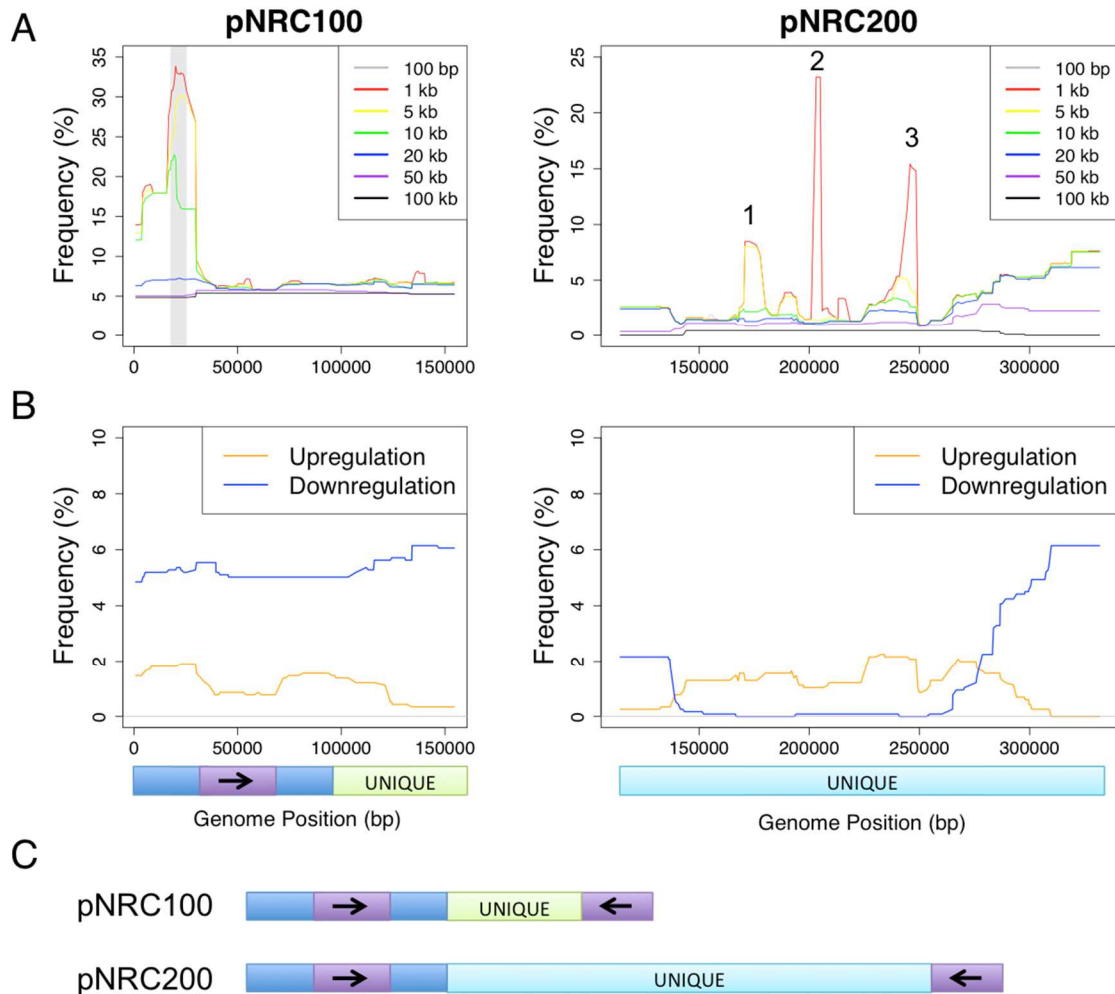 A
pNRC100
pNRC200
Frequency (%)
35
30
25
20
15
10
5
0
100 bp
1 kb
5 kb
10 kb
20 kb
50 kb
100 kb
0
50000
100000
150000
Frequency (%)
25
20
15
10
5
0
1
2
3
100 bp
1 kb
5 kb
10 kb
20 kb
50 kb
100 kb
150000
200000
250000
300000
B
Frequency (%)
10
8
6
4
2
0
Upregulation
Downregulation
0
50000
100000
150000
UNIQUE
Genome Position (bp)
Frequency (%)
10
8
6
4
2
0
Upregulation
Downregulation
150000
200000
250000
300000
UNIQUE
Genome Position (bp)
C
pNRC100
UNIQUE
pNRC200
UNIQUE